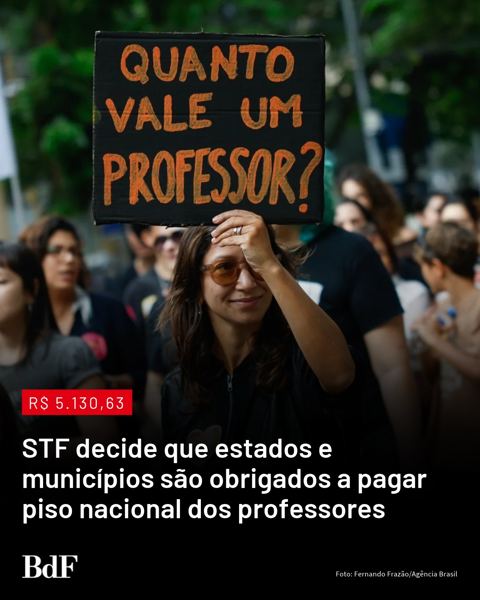 QUANTO
VALE UM
PROFESSOR?
R$ 5.130,63
STF decide que estados e
municípios são obrigados a pagar
piso nacional dos professores
BdF
Foto: Fernando Frazão/Agência Brasil